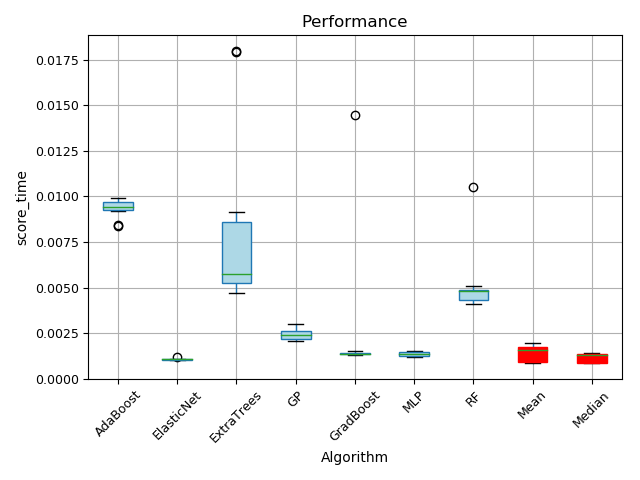 Performance
0.0175
0.0150
0.0125
0.0100
0.0075
0.0050
0.0025
0.0000
score_time
AdaBoost
ElasticNet
ExtraTrees
GP
GradBoost
MLP
RF
Mean
Median
Algorithm